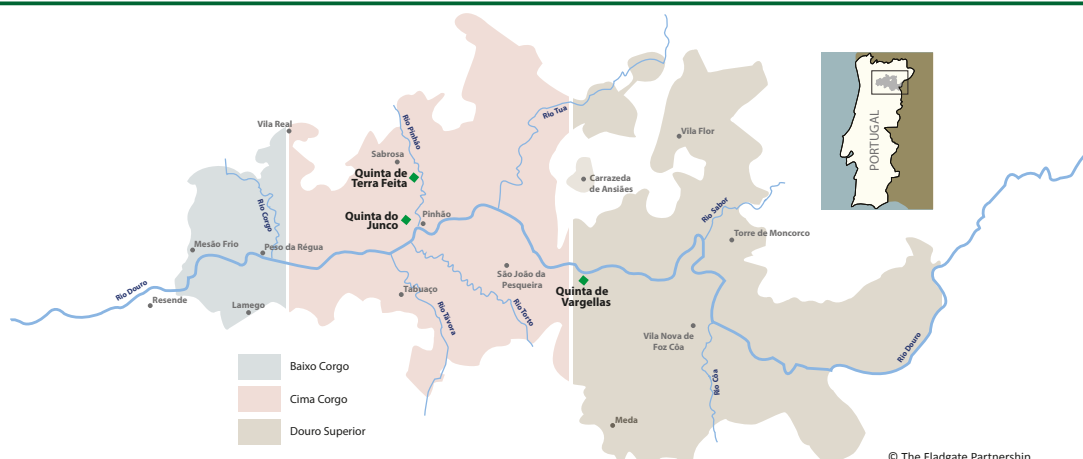 Vila Real
Rio Pinhão
Rio Tua
Vila Flor
PORTUGAL
Sabrosa
Quinta de
Terra Feita
Carrazeda
de Ansiães
Quinta do
Junco
Pinhão
Rio Corgo
Rio Sabor
Mesão Frio
Peso da Régua
Torre de Moncorco
São João da
Pesqueira
Rio Douro
Resende
Lamego
Tabuaço
Rio Távora
Rio Torto
Quinta de
Vargellas
Vila Nova de
Foz Côa
Rio Douro
Rio Côa
Baixo Corgo
Cima Corgo
Douro Superior
Meda
© The Fladgate Partnership